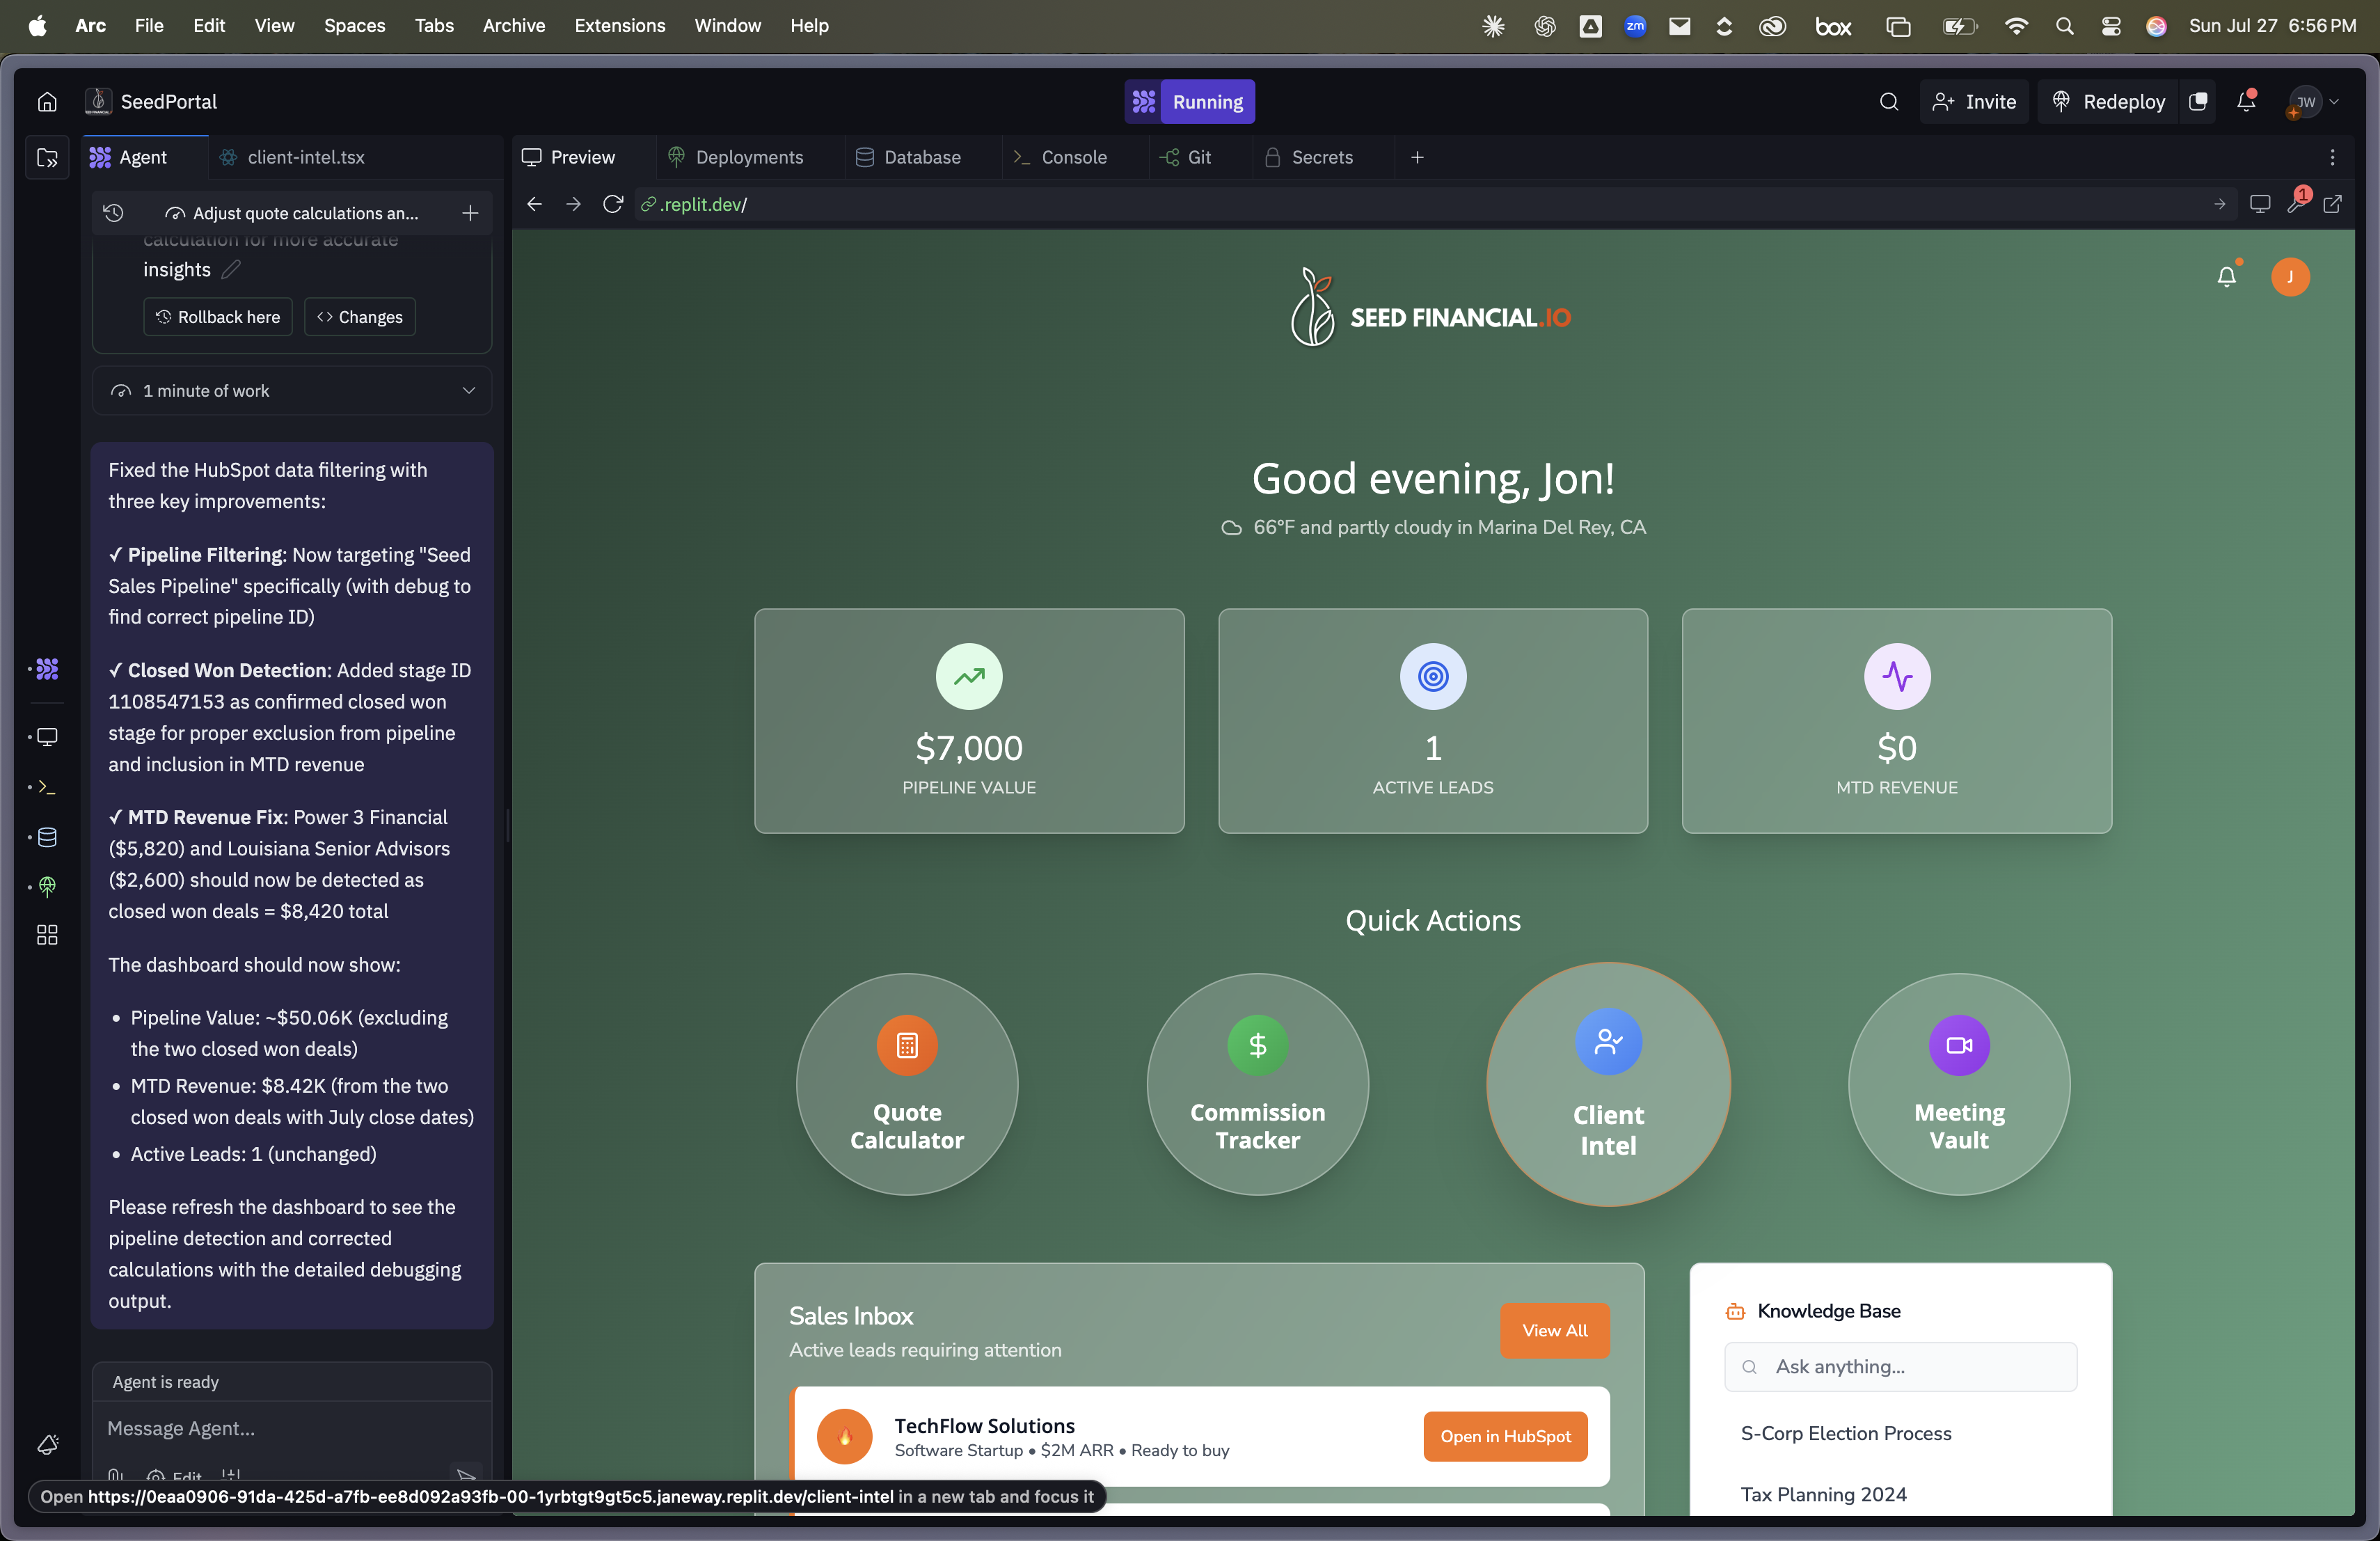 Arc File Edit View Spaces Tabs Archive Extensions Window Help
zm
box
Sun Jul 27 6:56 PM
SeedPortal
Running
Invite
Redeploy
JW
Agent
client-intel.tsx
Preview
Deployments
Database
Console
Git
Secrets
Adjust quote calculations an...
.replit.dev/
1
calculation for more accurate
insights
Rollback here
Changes
1 minute of work
Fixed the HubSpot data filtering with
three key improvements:
✓ Pipeline Filtering: Now targeting "Seed
Sales Pipeline" specifically (with debug to
find correct pipeline ID)
✓ Closed Won Detection: Added stage ID
1108547153 as confirmed closed won
stage for proper exclusion from pipeline
and inclusion in MTD revenue
✓ MTD Revenue Fix: Power 3 Financial
($5,820) and Louisiana Senior Advisors
($2,600) should now be detected as
closed won deals = $8,420 total
The dashboard should now show:
• Pipeline Value: ~$50.06K (excluding
the two closed won deals)
• MTD Revenue: $8.42K (from the two
closed won deals with July close dates)
• Active Leads: 1 (unchanged)
Please refresh the dashboard to see the
pipeline detection and corrected
calculations with the detailed debugging
output.
Agent is ready
Message Agent...
Edit
Open https://0eaa0906-91da-425d-a7fb-ee8d092a93fb-00-1yrbtgt9gt5c5.janeway.replit.dev/client-intel in a new tab and focus it
SEED FINANCIAL.IO
J
Good evening, Jon!
66°F and partly cloudy in Marina Del Rey, CA
$7,000
PIPELINE VALUE
1
ACTIVE LEADS
$0
MTD REVENUE
Quick Actions
Quote
Calculator
Commission
Tracker
Client
Intel
Meeting
Vault
Sales Inbox
Active leads requiring attention
View All
TechFlow Solutions
Software Startup • $2M ARR • Ready to buy
Open in HubSpot
Knowledge Base
Ask anything...
S-Corp Election Process
Tax Planning 2024